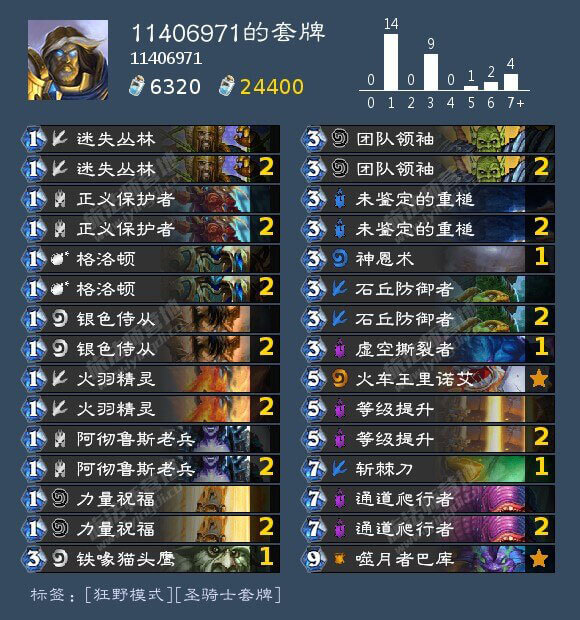 11406971的套牌
11406971
6320 24400
14
9
4
2
1
0 0 0
0 1 2 3 4 5 6 7+
1 迷失丛林
1 迷失丛林 2
1 正义保护者
1 正义保护者 2
1 格洛顿
1 格洛顿 2
1 银色侍从
1 银色侍从 2
1 火羽精灵
1 火羽精灵 2
1 阿彻鲁斯老兵
1 阿彻鲁斯老兵 2
1 力量祝福
1 力量祝福 2
3 铁喙猫头鹰 1
3 团队领袖
3 团队领袖 2
3 未鉴定的重槌
3 未鉴定的重槌 2
3 神恩术 1
3 石丘防御者
3 石丘防御者 2
3 虚空撕裂者 1
5 火车王里诺艾
5 等级提升
5 等级提升 2
7 斩棘刀 1
7 通道爬行者
7 通道爬行者 2
9 噬月者巴库
标签：[狂野模式][圣骑士套牌]